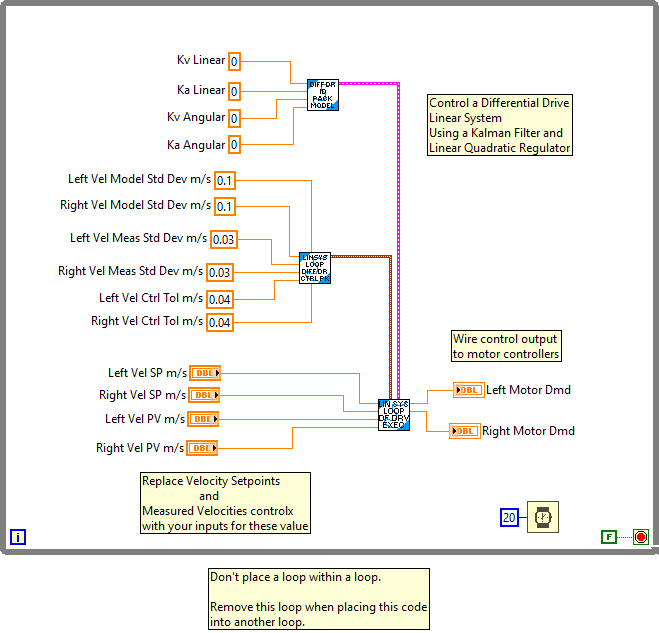 Kv Linear 0
Ka Linear 0
Kv Angular 0
Ka Angular 0
DIFF DR
ID
PACK
MODEL
Control a Differential Drive
Linear System
Using a Kalman Filter and
Linear Quadratic Regulator
Left Vel Model Std Dev m/s 0.1
Right Vel Model Std Dev m/s 0.1
Left Vel Meas Std Dev m/s 0.03
Right Vel Meas Std Dev m/s 0.03
Left Vel Ctrl Tol m/s 0.04
Right Vel Ctrl Tol m/s 0.04
LINSYS
LOOP
DIFFDR
CTRL PK
Wire control output
to motor controllers
Left Vel SP m/s DBL
Right Vel SP m/s DBL
Left Vel PV m/s DBL
Right Vel PV m/s DBL
LIN SYS
LOOP
DF DRV
EXEC
DBL Left Motor Dmd
DBL Right Motor Dmd
Replace Velocity Setpoints
and
Measured Velocities controlx
with your inputs for these value
20
i
F
Don't place a loop within a loop.
Remove this loop when placing this code
into another loop.